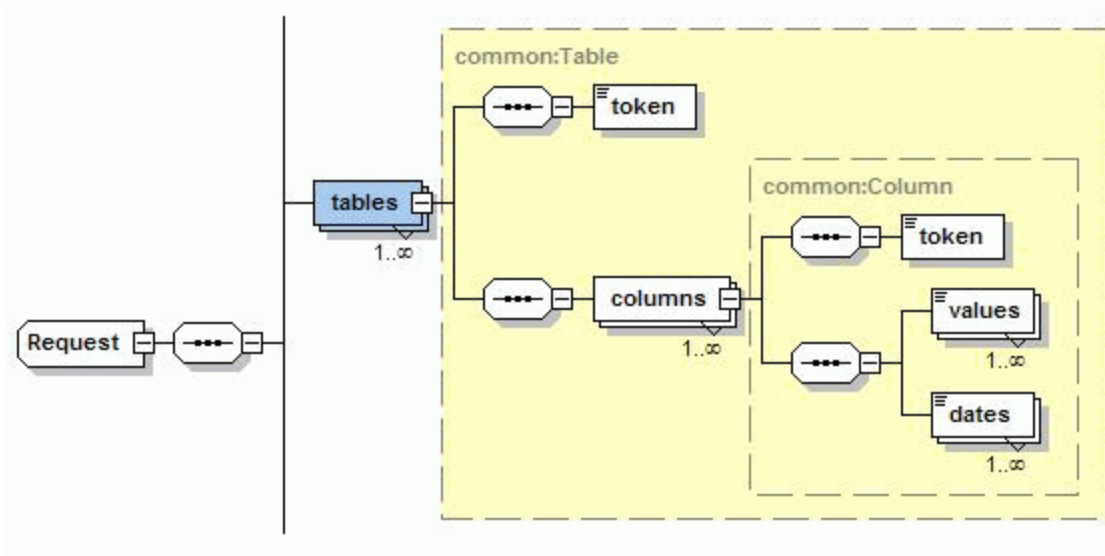 common:Table
token
common:Column
tables
token
1..∞
columns
values
Request
1..∞
1..∞
dates
1..∞